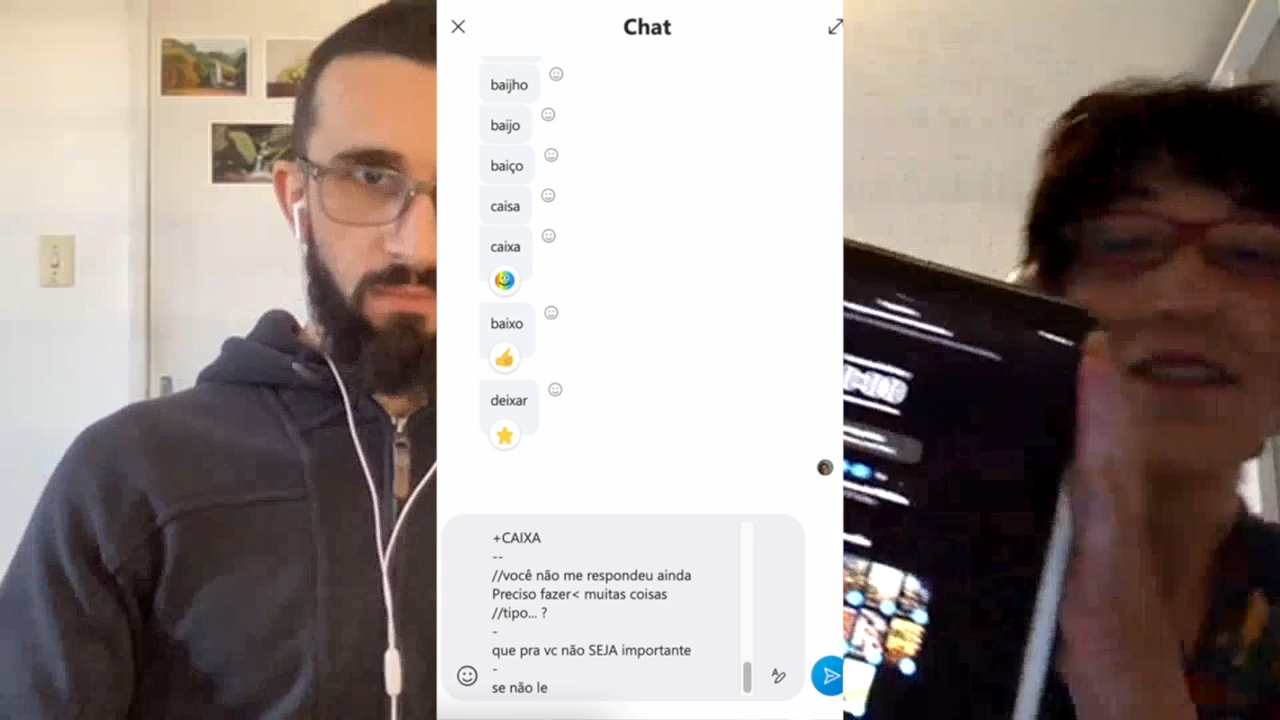 Chat
baijho
baijo
baiço
caisa
caixa
baixo
deixar
+CAIXA
--
//você não me respondeu ainda
Preciso fazer< muitas coisas
//tipo... ?
-
que pra vc não SEJA importante
-
se não le